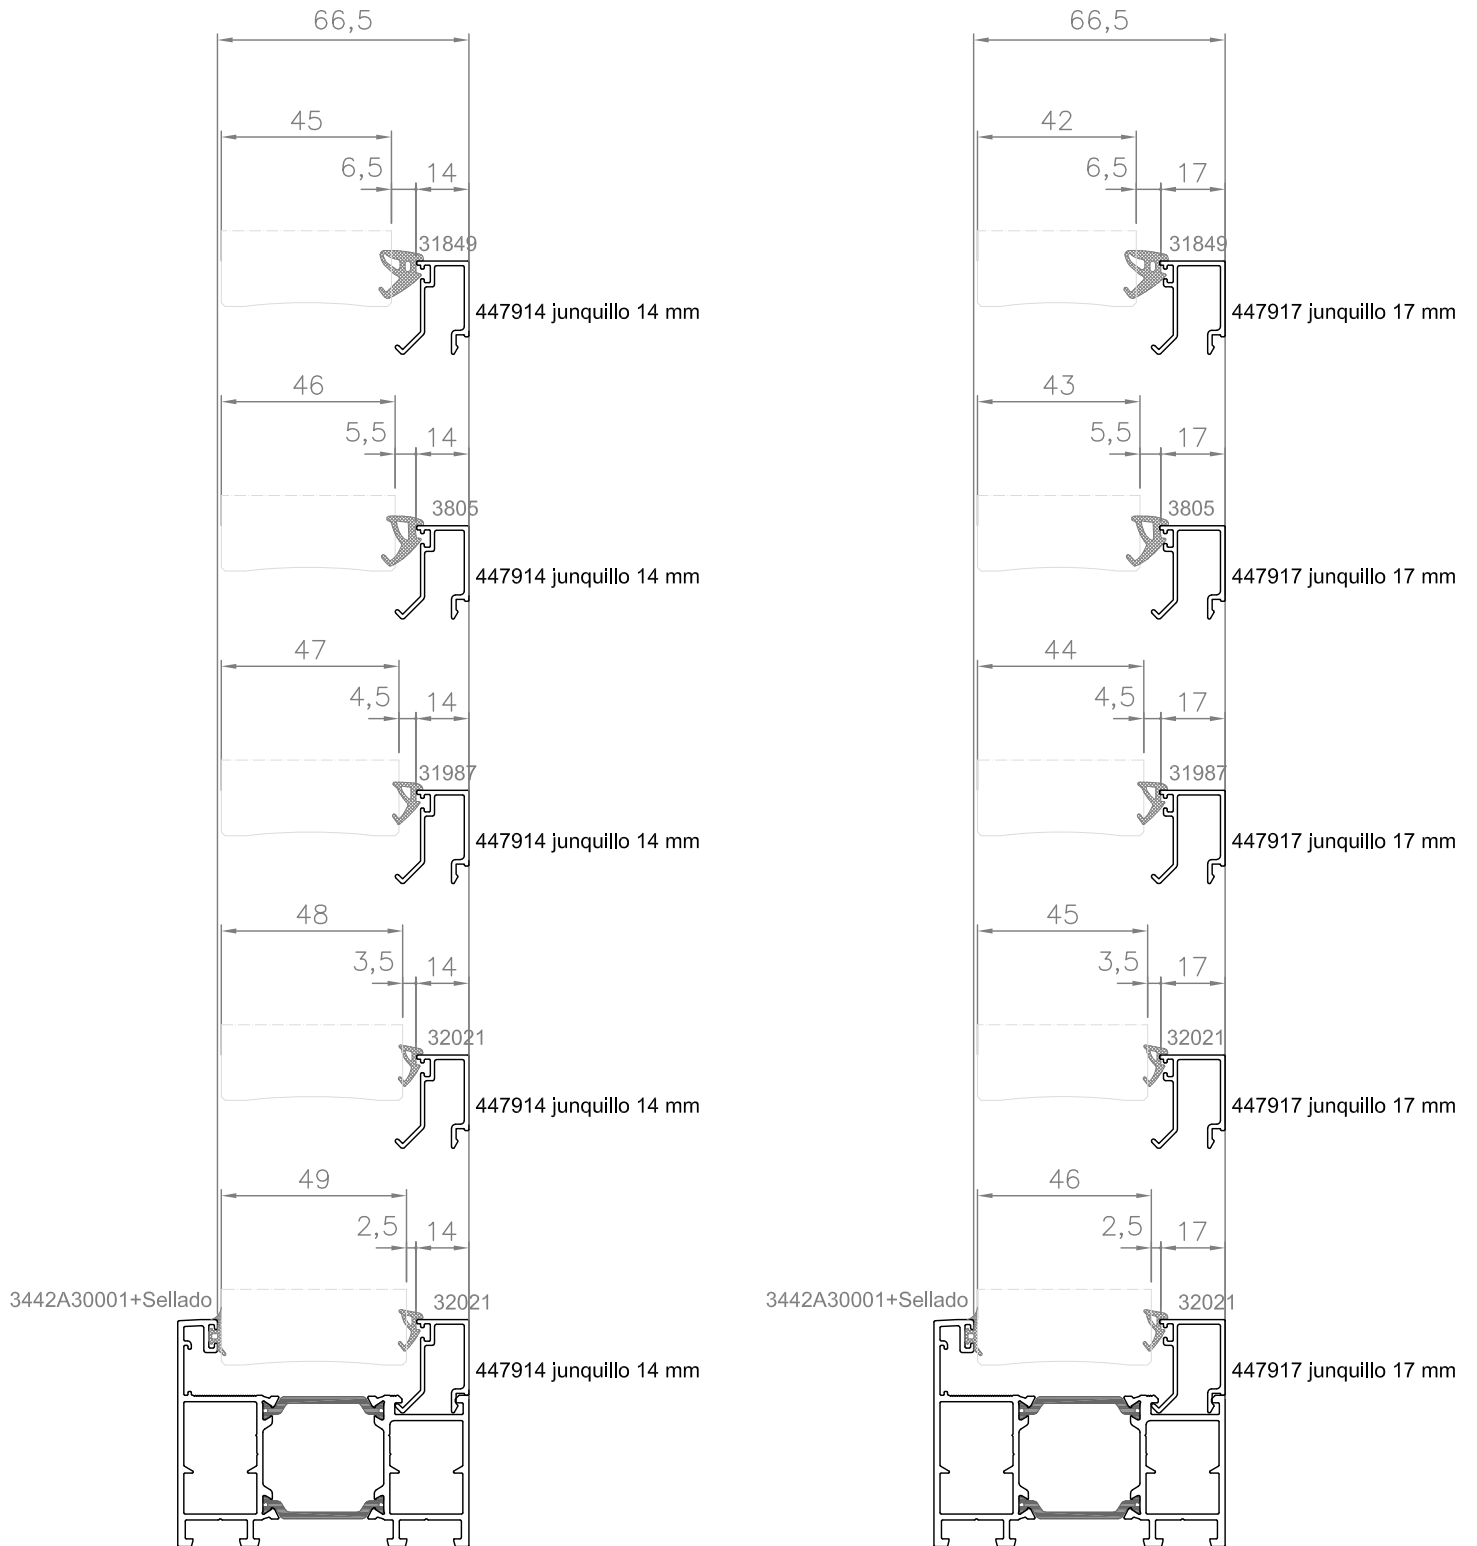 66,5
45
6,5 14
31849
447914 junquillo 14 mm
46
5,5 14
3805
447914 junquillo 14 mm
47
4,5 14
31987
447914 junquillo 14 mm
48
3,5 14
32021
447914 junquillo 14 mm
49
2,5 14
3442A30001+Sellado
32021
447914 junquillo 14 mm
66,5
42
6,5 17
31849
447917 junquillo 17 mm
43
5,5 17
3805
447917 junquillo 17 mm
44
4,5 17
31987
447917 junquillo 17 mm
45
3,5 17
32021
447917 junquillo 17 mm
46
2,5 17
3442A30001+Sellado
32021
447917 junquillo 17 mm